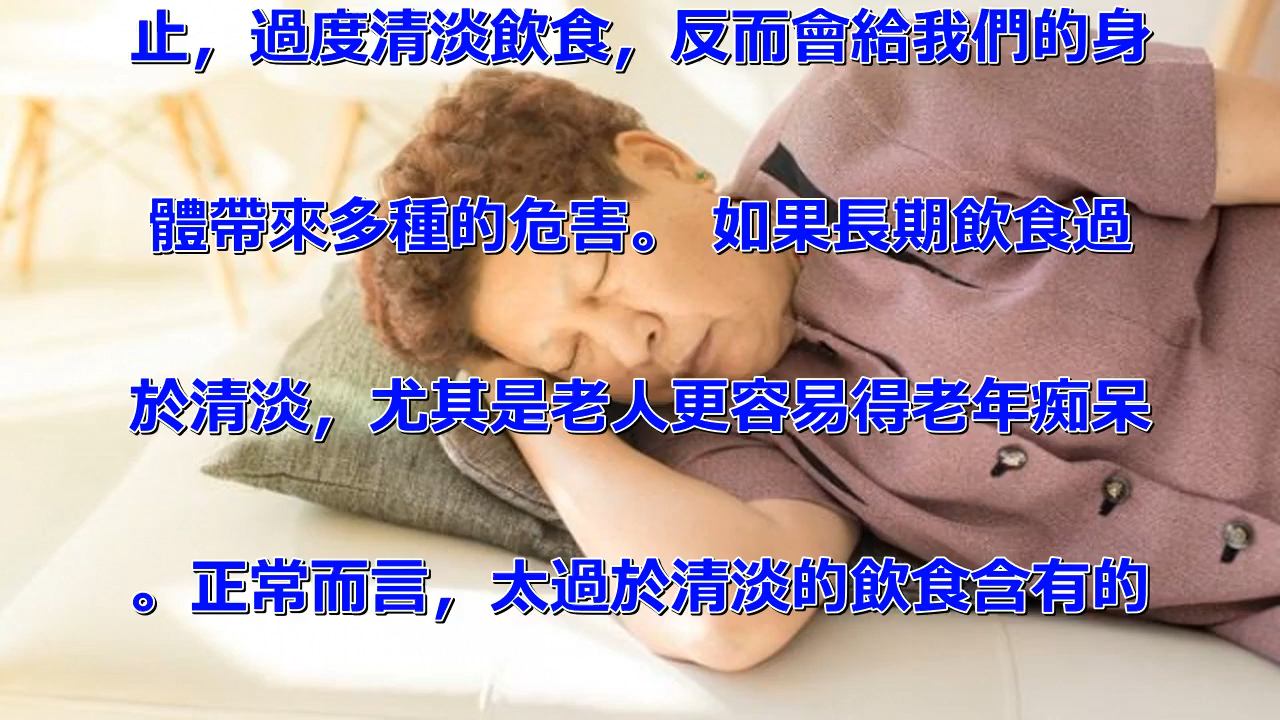 止，過度清淡飲食，反而會給我們的身
體帶來多種的危害。 如果長期飲食過
於清淡，尤其是老人更容易得老年痴呆
。正常而言，太過於清淡的飲食含有的